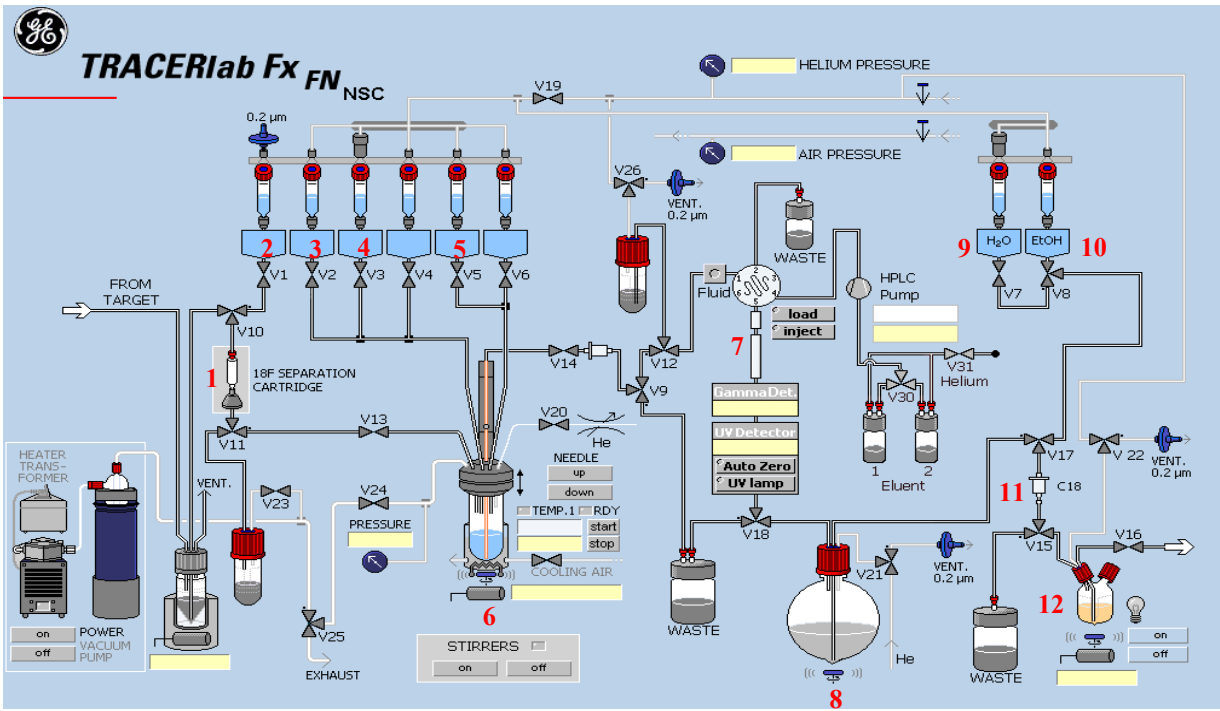 GE
TRACERlab Fx FN NSC
0.2 µm
V19
HELIUM PRESSURE
AIR PRESSURE
V26
VENT.
0.2 µm
WASTE
2
3
4
5
V1
V2
V3
V4
V5
V6
9
H₂O
EtOH
10
V7
V8
FROM
TARGET
V10
1
18F SEPARATION
CARTRIDGE
V11
V13
V14
V9
V12
Fluid
1
2
3
4
5
6
load
inject
7
HPLC
Pump
V31
Helium
V30
1
2
Eluent
GammaDet.
UV Detector
Auto Zero
UV lamp
V20
He
NEEDLE
up
down
TEMP.1
RDY
start
stop
COOLING AIR
6
STIRRERS
on
off
HEATER
TRANS-
FORMER
VENT.
V23
V24
PRESSURE
V25
EXHAUST
on
POWER
off
VACUUM
PUMP
WASTE
V18
V21
VENT.
0.2 µm
He
8
V17
V 22
VENT.
0.2 µm
11
C18
V15
V16
12
on
off
WASTE